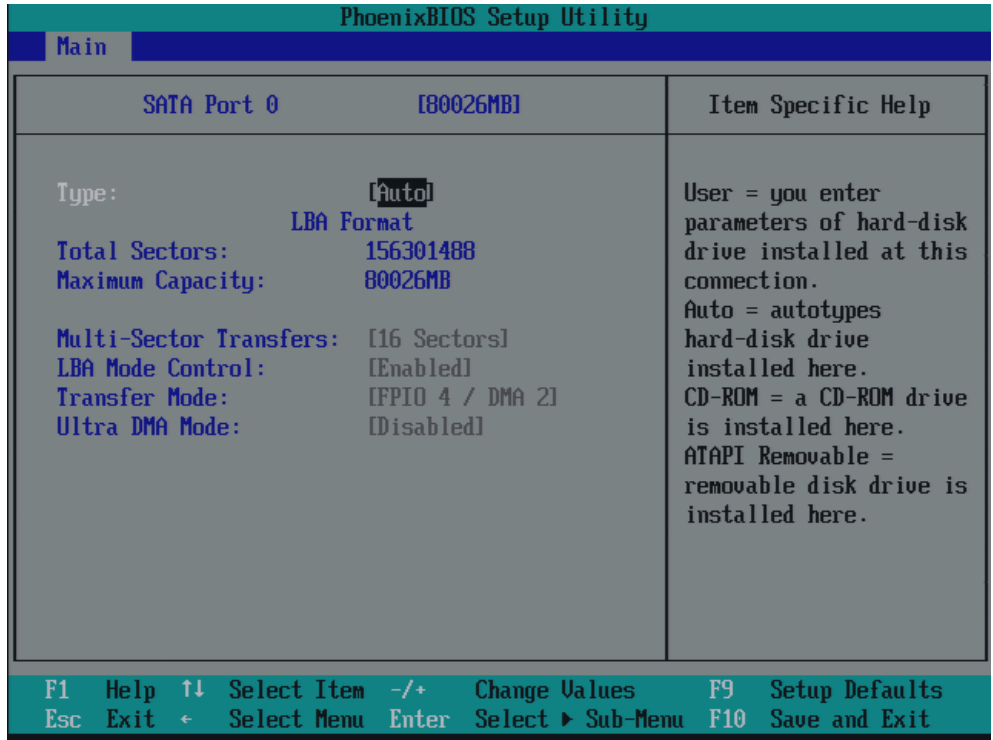 PhoenixBIOS Setup Utility
Main
SATA Port 0 [80026MB]
Item Specific Help
Type: [Auto]
LBA Format
Total Sectors: 156301488
Maximum Capacity: 80026MB
Multi-Sector Transfers: [16 Sectors]
LBA Mode Control: [Enabled]
Transfer Mode: [FPIO 4 / DMA 2]
Ultra DMA Mode: [Disabled]
User = you enter
parameters of hard-disk
drive installed at this
connection.
Auto = autotypes
hard-disk drive
installed here.
CD-ROM = a CD-ROM drive
is installed here.
ATAPI Removable =
removable disk drive is
installed here.
F1 Help ↑↓ Select Item -/+ Change Values F9 Setup Defaults
Esc Exit ← Select Menu Enter Select ▶ Sub-Menu F10 Save and Exit